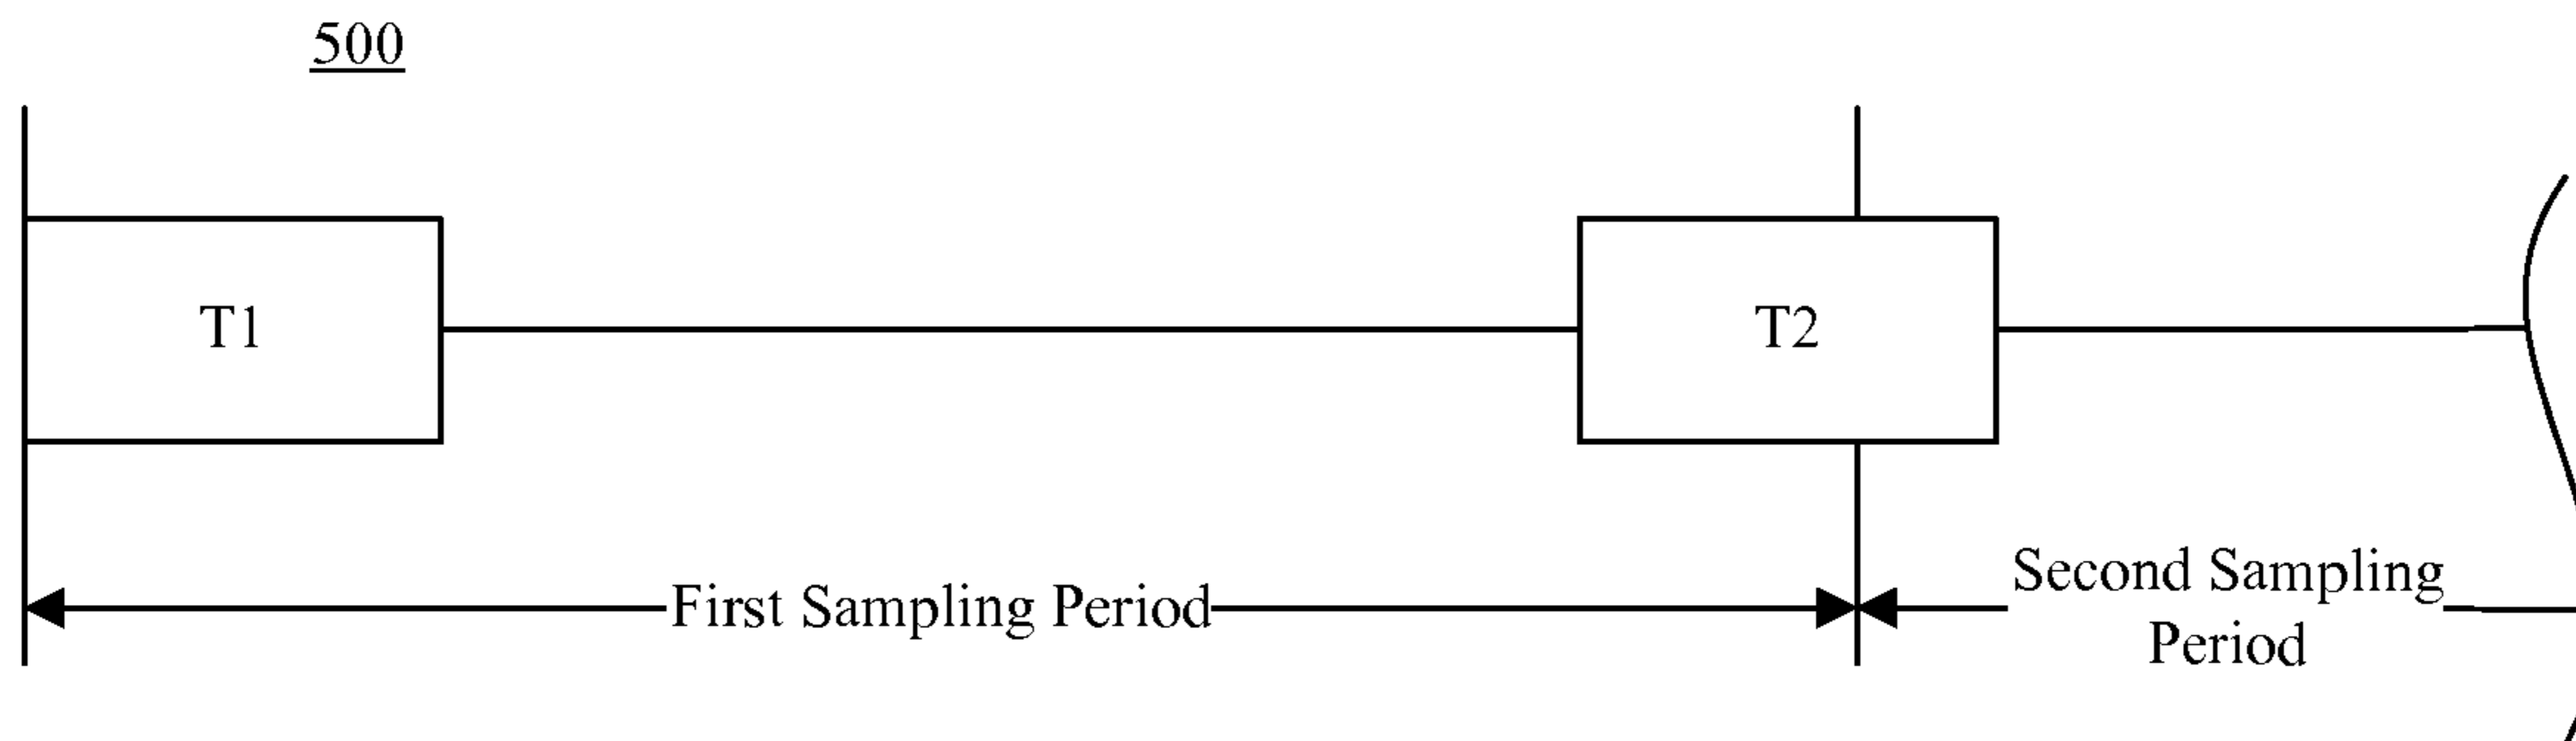 500
T1
T2
First Sampling Period
Second Sampling
Period